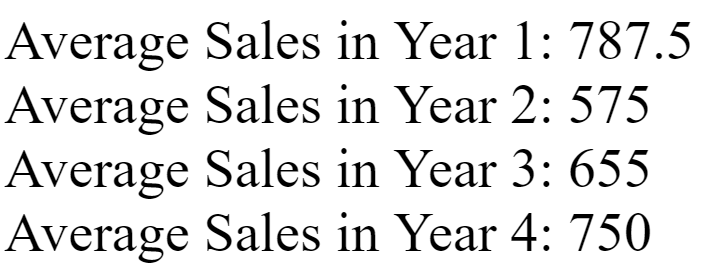 Average Sales in Year 1: 787.5
Average Sales in Year 2: 575
Average Sales in Year 3: 655
Average Sales in Year 4: 750